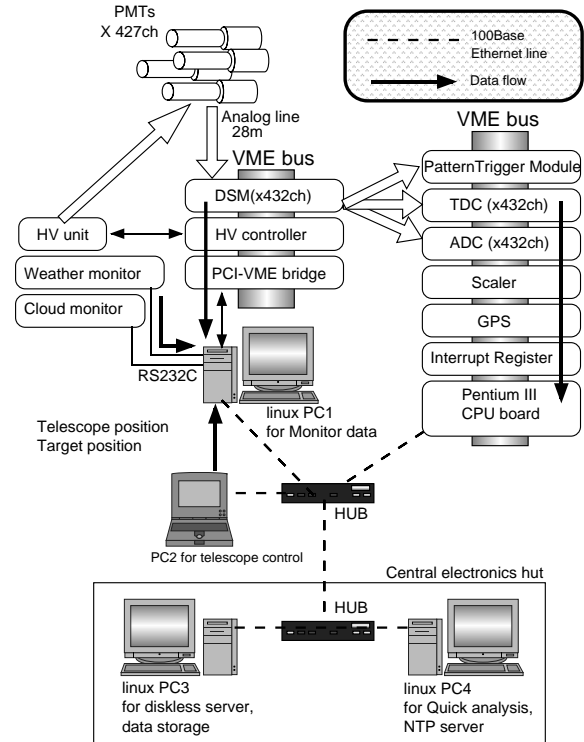 PMTs
X 427ch
100Base
Ethernet line
Data flow
Analog line
28m
VME bus
DSM(x432ch)
HV unit
HV controller
Weather monitor
PCI-VME bridge
Cloud monitor
VME bus
PatternTrigger Module
TDC (x432ch)
ADC (x432ch)
Scaler
GPS
Interrupt Register
Pentium III
CPU board
RS232C
linux PC1
for Monitor data
Telescope position
Target position
HUB
PC2 for telescope control
Central electronics hut
HUB
linux PC3
for diskless server,
data storage
linux PC4
for Quick analysis,
NTP server